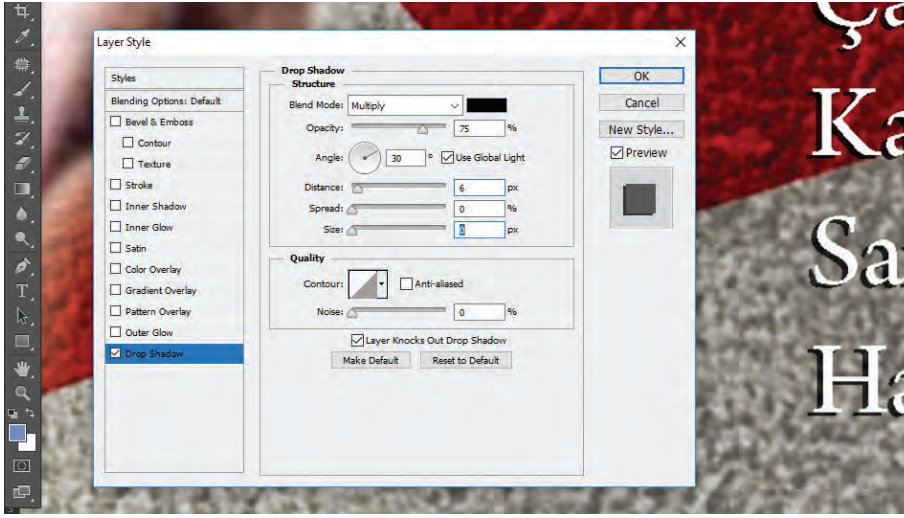 Ça
Layer Style
Styles
Blending Options: Default
Bevel & Emboss
Contour
Texture
Stroke
Inner Shadow
Inner Glow
Satin
Color Overlay
Gradient Overlay
Pattern Overlay
Outer Glow
Drop Shadow
Drop Shadow
Structure
Blend Mode: Multiply
Opacity: 75 %
Angle: 30 ° Use Global Light
Distance: 6 px
Spread: 0 %
Size: 0 px
Quality
Contour: Anti-aliased
Noise: 0 %
Layer Knocks Out Drop Shadow
Make Default Reset to Default
OK
Cancel
New Style...
Preview
Ka
Sa
Ha